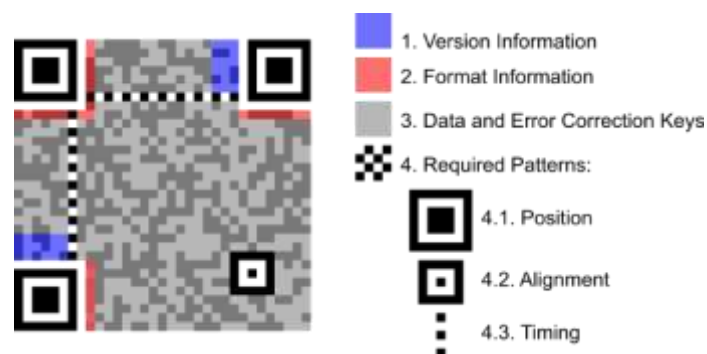 1. Version Information
2. Format Information
3. Data and Error Correction Keys
4. Required Patterns:
4.1. Position
4.2. Alignment
4.3. Timing